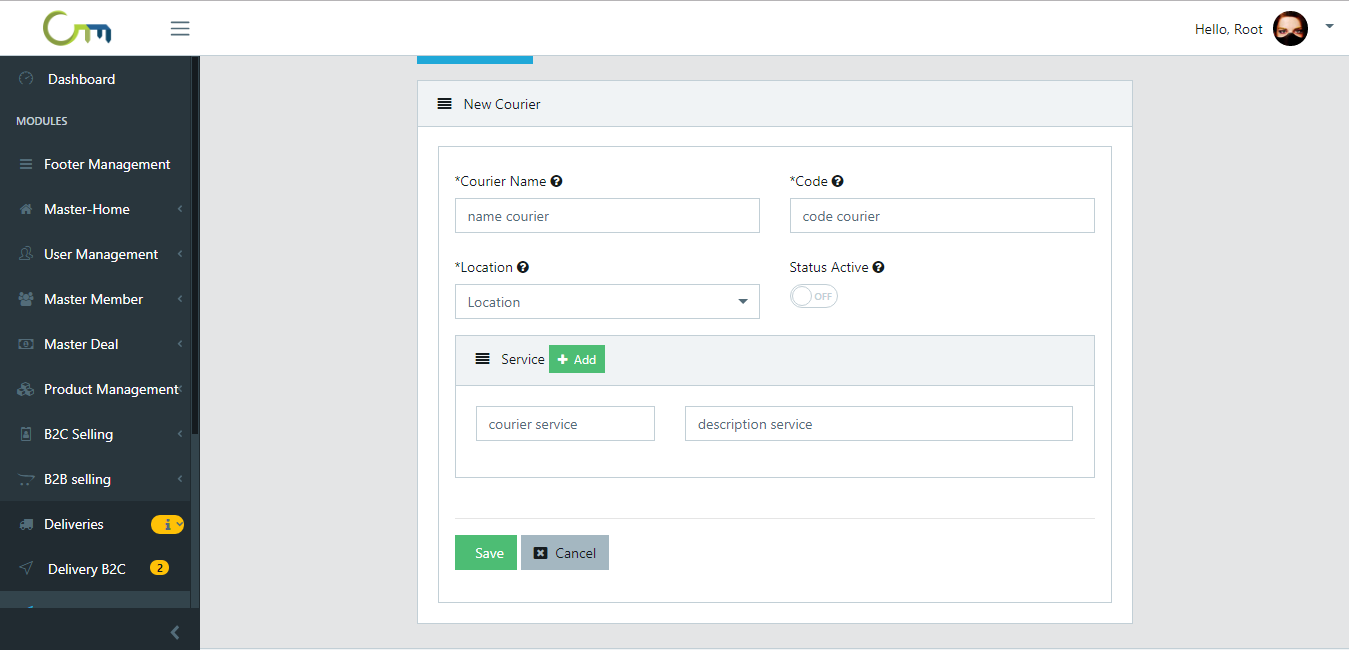 Hello, Root
Dashboard
MODULES
Footer Management
Master-Home
User Management
Master Member
Master Deal
Product Management
B2C Selling
B2B selling
Deliveries
Delivery B2C 2
New Courier
*Courier Name
*Code
name courier
code courier
*Location
Status Active
Location
OFF
Service Add
courier service
description service
Save Cancel